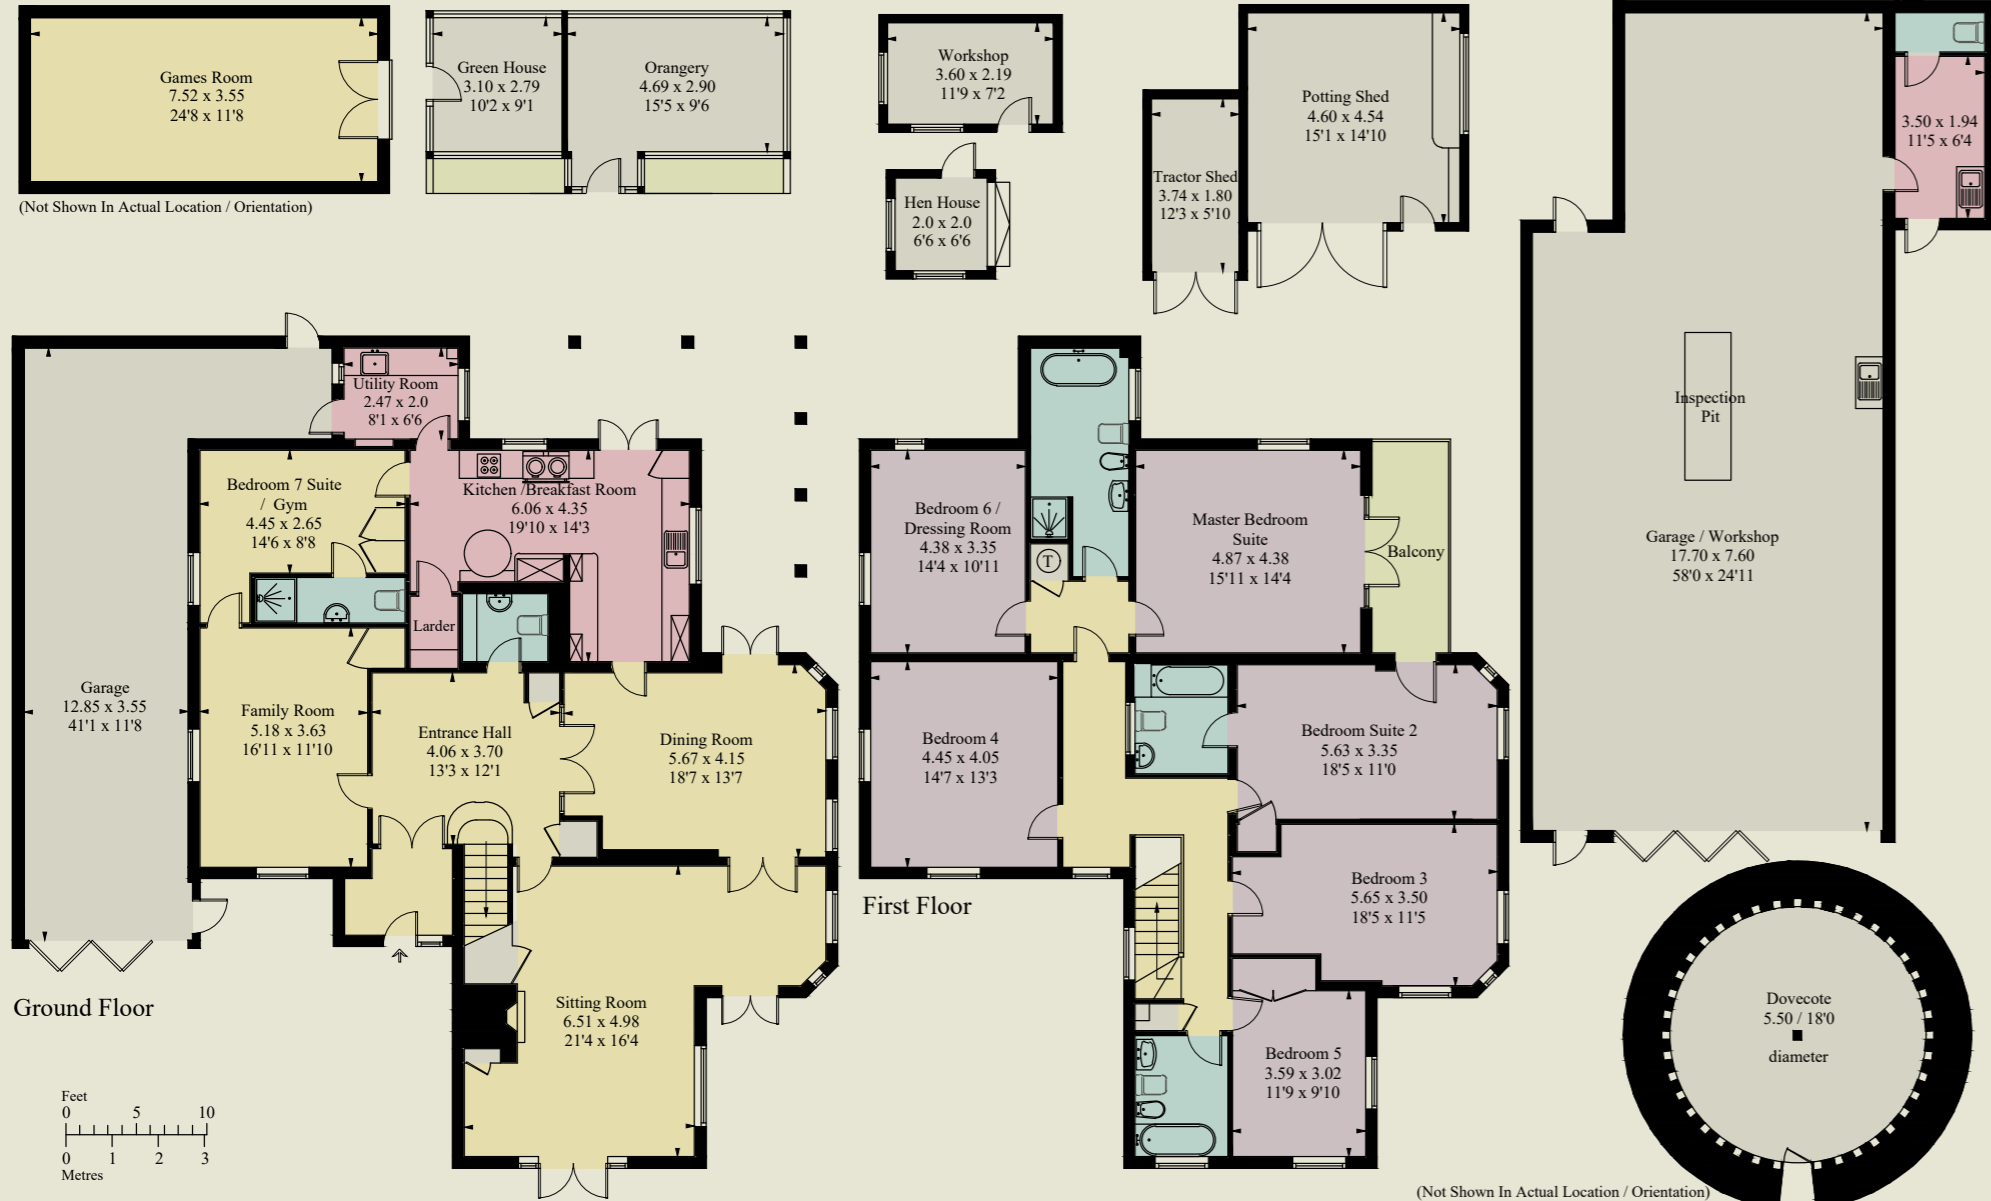 Games Room
7.52 x 3.55
24'8 x 11'8
(Not Shown In Actual Location / Orientation)
Green House
3.10 x 2.79
10'2 x 9'1
Orangery
4.69 x 2.90
15'5 x 9'6
Workshop
3.60 x 2.19
11'9 x 7'2
Hen House
2.0 x 2.0
6'6 x 6'6
Tractor Shed
3.74 x 1.80
12'3 x 5'10
Potting Shed
4.60 x 4.54
15'1 x 14'10
3.50 x 1.94
11'5 x 6'4
Inspection
Pit
Garage / Workshop
17.70 x 7.60
58'0 x 24'11
Utility Room
2.47 x 2.0
8'1 x 6'6
Bedroom 7 Suite
/ Gym
4.45 x 2.65
14'6 x 8'8
Kitchen /Breakfast Room
6.06 x 4.35
19'10 x 14'3
Larder
Garage
12.85 x 3.55
41'1 x 11'8
Family Room
5.18 x 3.63
16'11 x 11'10
Entrance Hall
4.06 x 3.70
13'3 x 12'1
Dining Room
5.67 x 4.15
18'7 x 13'7
Sitting Room
6.51 x 4.98
21'4 x 16'4
Ground Floor
Feet
0 5 10
0 1 2 3
Metres
Bedroom 6 /
Dressing Room
4.38 x 3.35
14'4 x 10'11
T
Master Bedroom
Suite
4.87 x 4.38
15'11 x 14'4
Balcony
Bedroom 4
4.45 x 4.05
14'7 x 13'3
Bedroom Suite 2
5.63 x 3.35
18'5 x 11'0
Bedroom 3
5.65 x 3.50
18'5 x 11'5
Bedroom 5
3.59 x 3.02
11'9 x 9'10
First Floor
Dovecote
5.50 / 18'0
diameter
(Not Shown In Actual Location / Orientation)